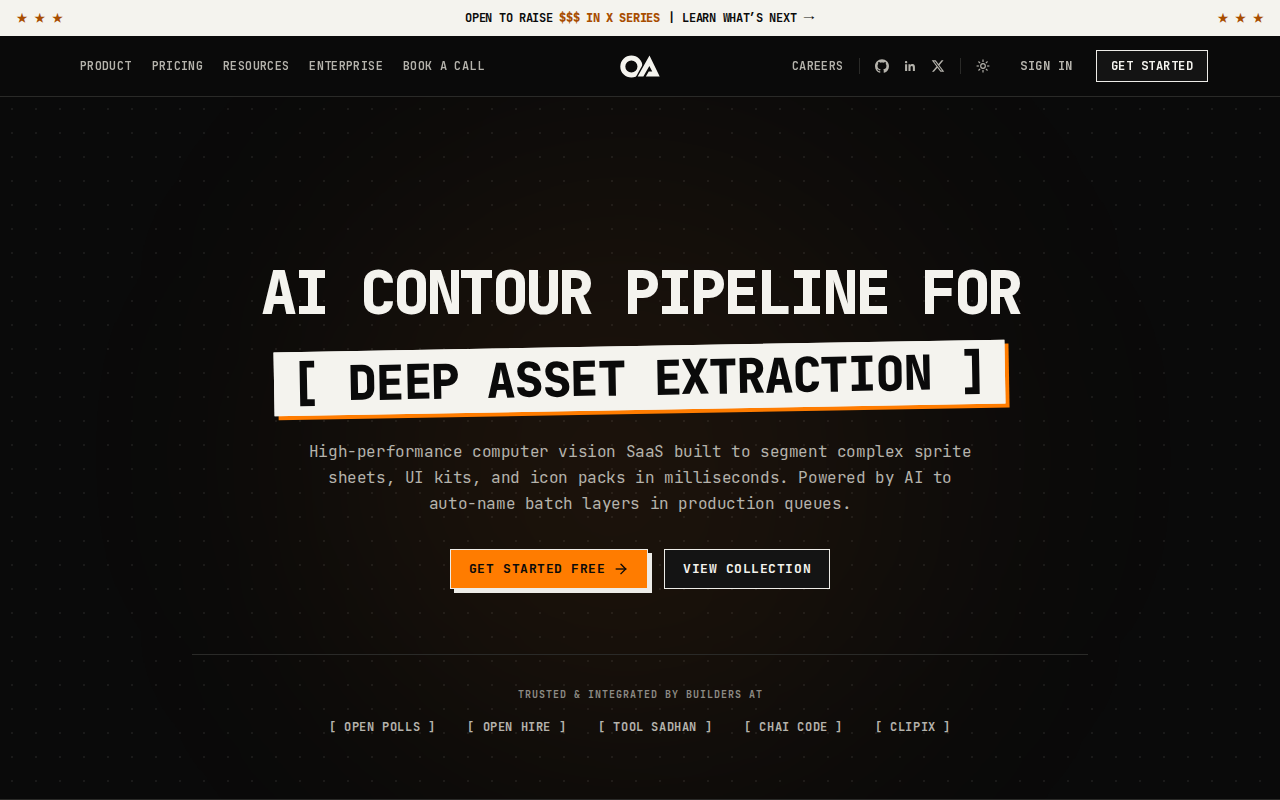 ★ ★ ★ OPEN TO RAISE $$$ IN X SERIES | LEARN WHAT'S NEXT → ★ ★ ★
PRODUCT PRICING RESOURCES ENTERPRISE BOOK A CALL OA CAREERS SIGN IN GET STARTED
AI CONTOUR PIPELINE FOR
[ DEEP ASSET EXTRACTION ]
High-performance computer vision SaaS built to segment complex sprite
sheets, UI kits, and icon packs in milliseconds. Powered by AI to
auto-name batch layers in production queues.
GET STARTED FREE → VIEW COLLECTION
TRUSTED & INTEGRATED BY BUILDERS AT
[ OPEN POLLS ] [ OPEN HIRE ] [ TOOL SADHAN ] [ CHAI CODE ] [ CLIPIX ]